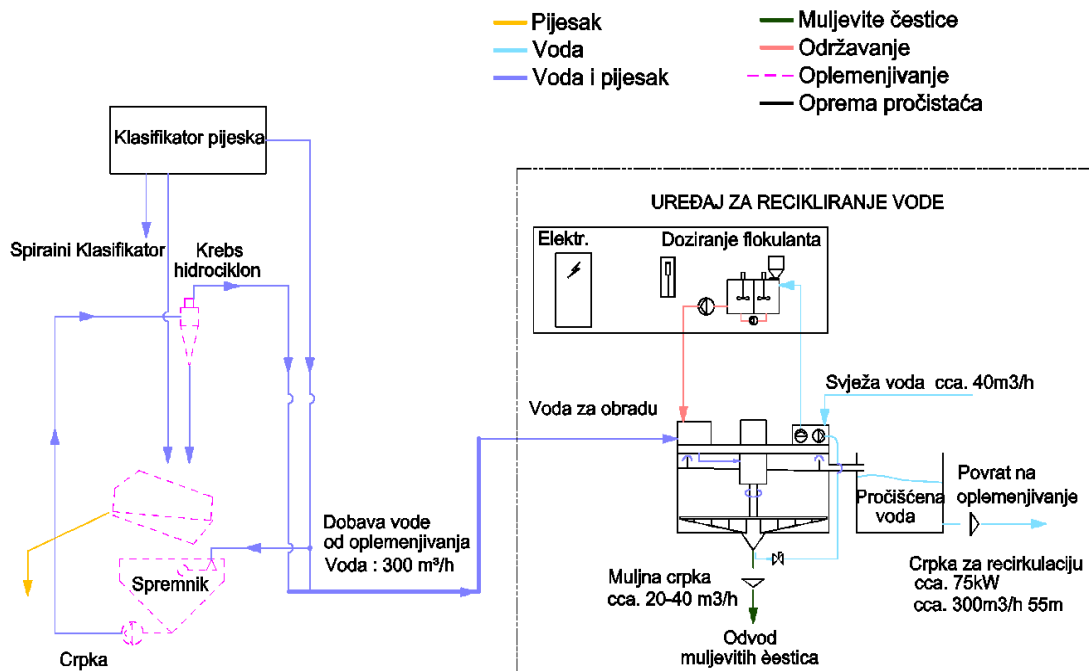 Pijesak
Voda
Voda i pijesak
Muljevite čestice
Održavanje
Oplemenjivanje
Oprema pročistaća
Klasifikator pijeska
Spiraini Klasifikator
Krebs
hidrociklon
UREĐAJ ZA RECIKLIRANJE VODE
Elektr.
Doziranje flokulanta
Svježa voda cca. 40m3/h
Voda za obradu
Pročišćena
voda
Povrat na
oplemenjivanje
Dobava vode
od oplemenjivanja
Voda : 300 m³/h
Spremnik
Crpka
Muljna crpka
cca. 20-40 m3/h
Crpka za recirkulaciju
cca. 75kW
cca. 300m3/h 55m
Odvod
muljevitih èestica